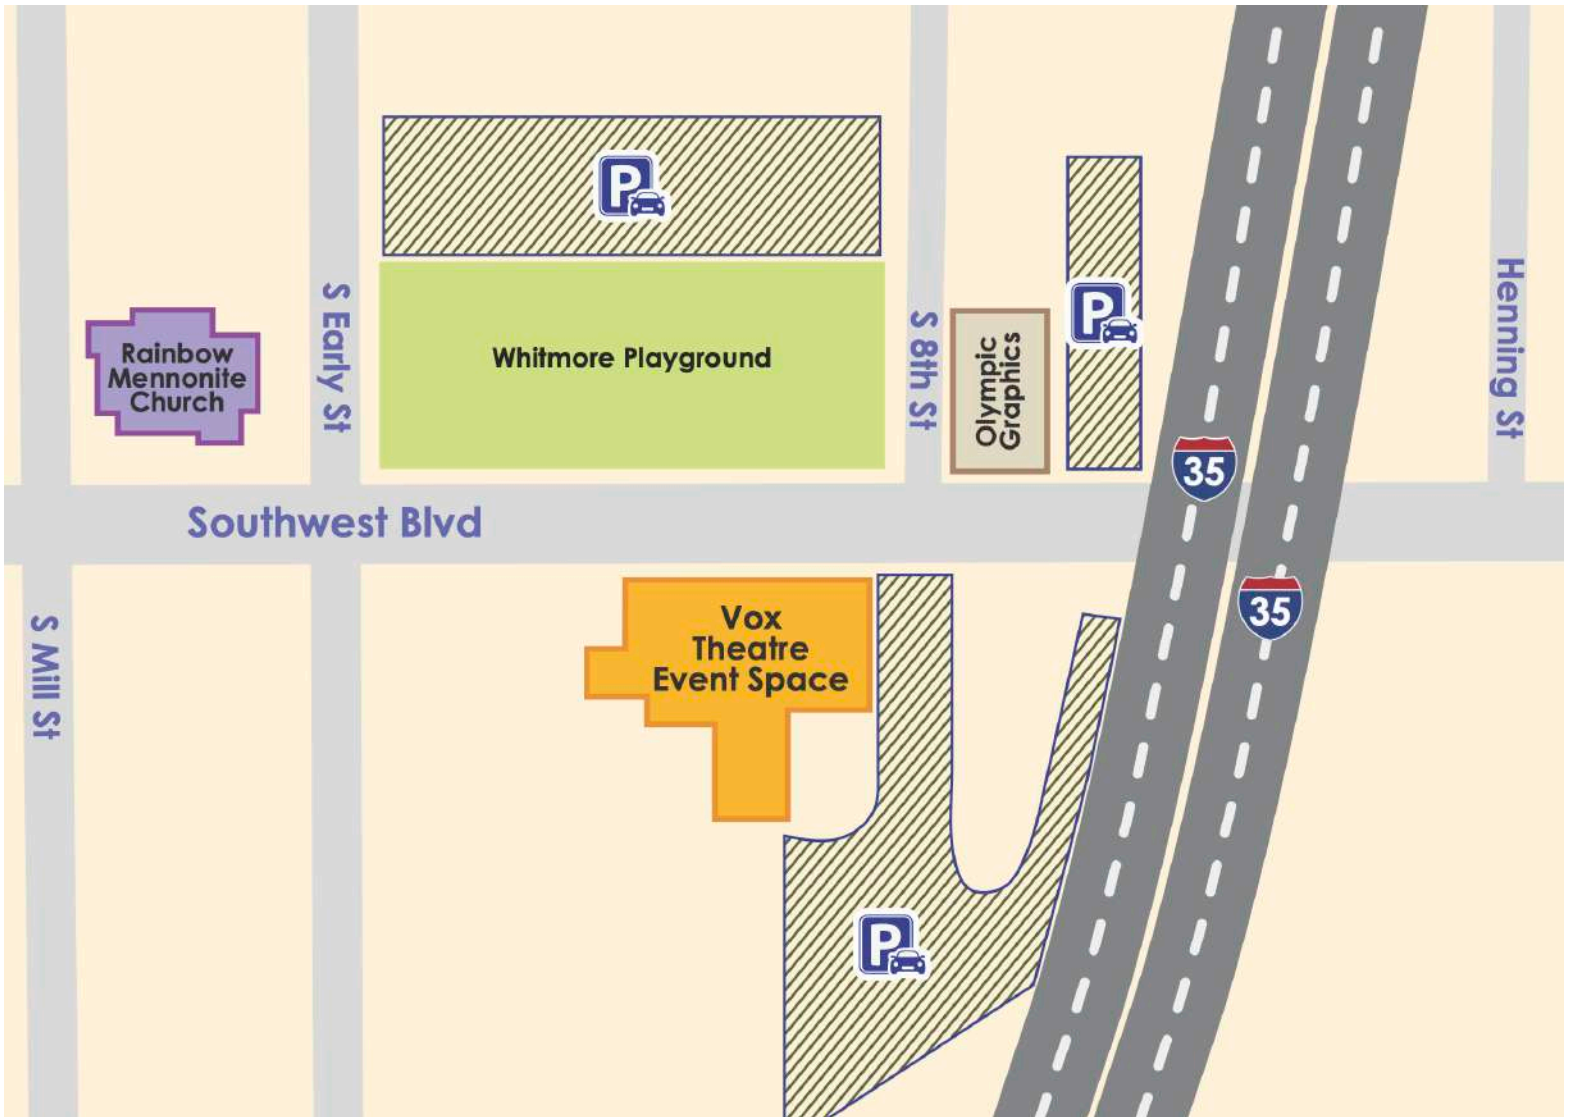 P
P
S Early St
Henning St
Rainbow
Mennonite
Church
Whitmore Playground
S 8th St
Olympic
Graphics
35
Southwest Blvd
35
Vox
Theatre
Event Space
S Mill St
P